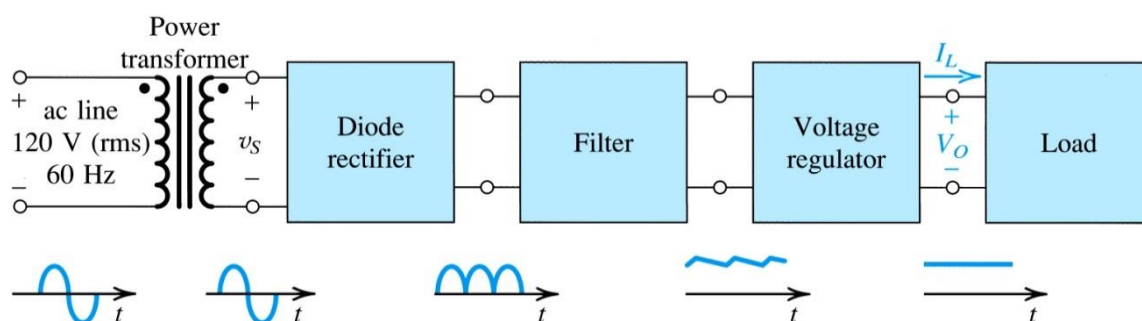 Power
transformer
+
ac line
120 V (rms)
60 Hz
−
+
v_S
−
Diode
rectifier
Filter
Voltage
regulator
I_L
+
V_O
−
Load
t
t
t
t
t